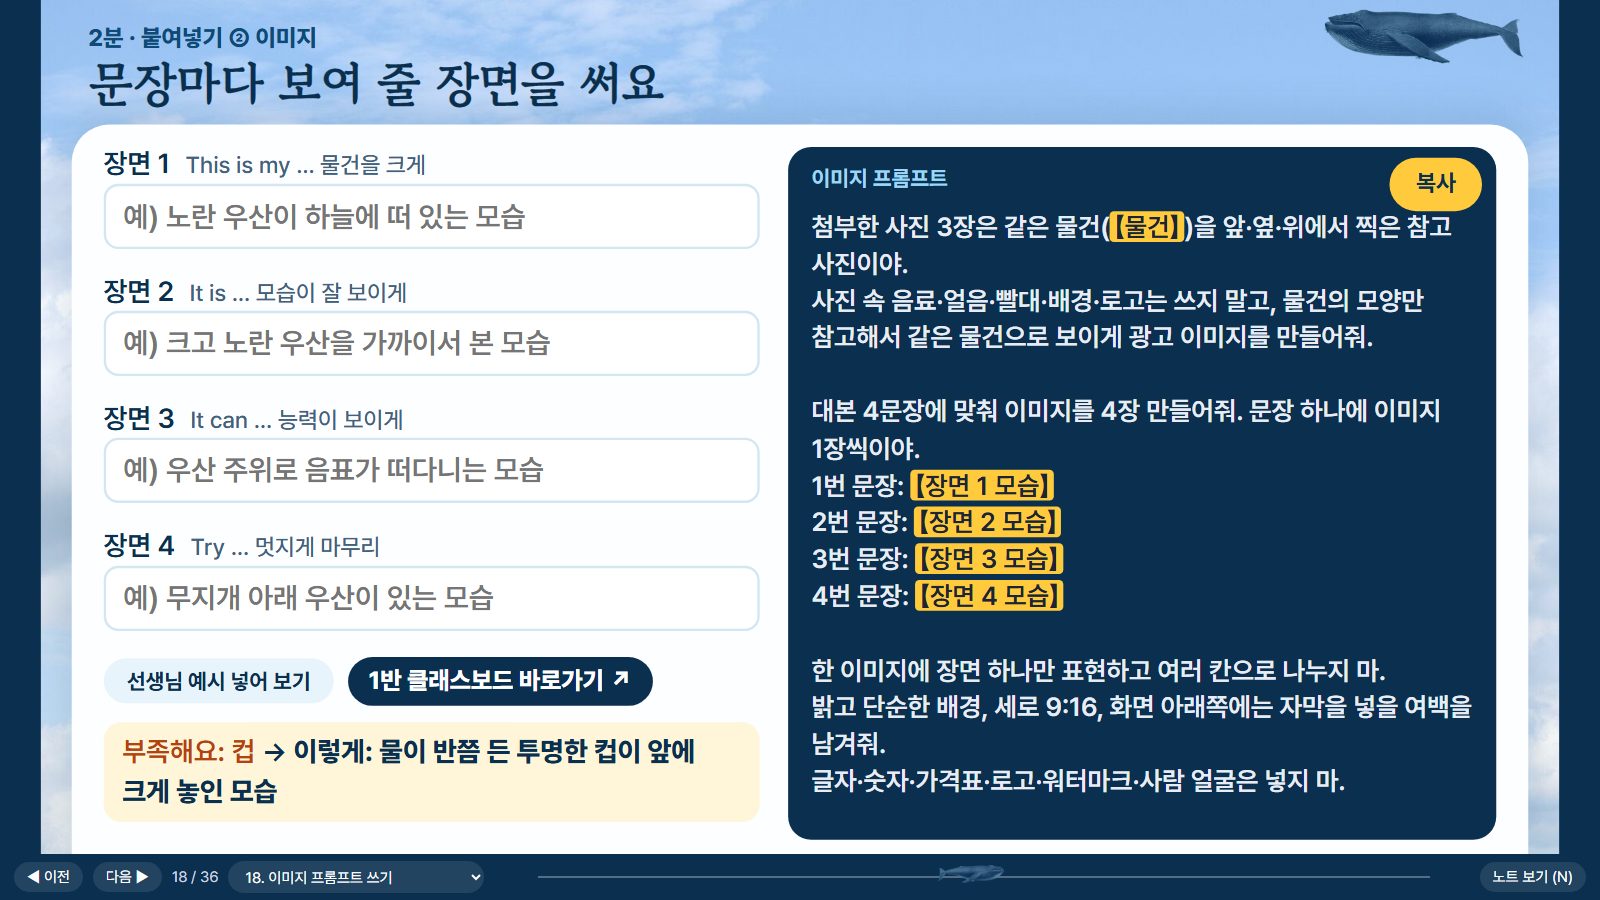 2분 · 붙여넣기 ② 이미지
문장마다 보여 줄 장면을 써요
장면 1 This is my ... 물건을 크게
예) 노란 우산이 하늘에 떠 있는 모습
장면 2 It is ... 모습이 잘 보이게
예) 크고 노란 우산을 가까이서 본 모습
장면 3 It can ... 능력이 보이게
예) 우산 주위로 음표가 떠다니는 모습
장면 4 Try ... 멋지게 마무리
예) 무지개 아래 우산이 있는 모습
선생님 예시 넣어 보기
1반 클래스보드 바로가기 ↗
부족해요: 컵 → 이렇게: 물이 반쯤 든 투명한 컵이 앞에
크게 놓인 모습
이미지 프롬프트
복사
첨부한 사진 3장은 같은 물건(【물건】)을 앞·옆·위에서 찍은 참고
사진이야.
사진 속 음료·얼음·빨대·배경·로고는 쓰지 말고, 물건의 모양만
참고해서 같은 물건으로 보이게 광고 이미지를 만들어줘.
대본 4문장에 맞춰 이미지를 4장 만들어줘. 문장 하나에 이미지
1장씩이야.
1번 문장: 【장면 1 모습】
2번 문장: 【장면 2 모습】
3번 문장: 【장면 3 모습】
4번 문장: 【장면 4 모습】
한 이미지에 장면 하나만 표현하고 여러 칸으로 나누지 마.
밝고 단순한 배경, 세로 9:16, 화면 아래쪽에는 자막을 넣을 여백을
남겨줘.
글자·숫자·가격표·로고·워터마크·사람 얼굴은 넣지 마.
◀ 이전
다음 ▶
18 / 36
18. 이미지 프롬프트 쓰기
노트 보기 (N)